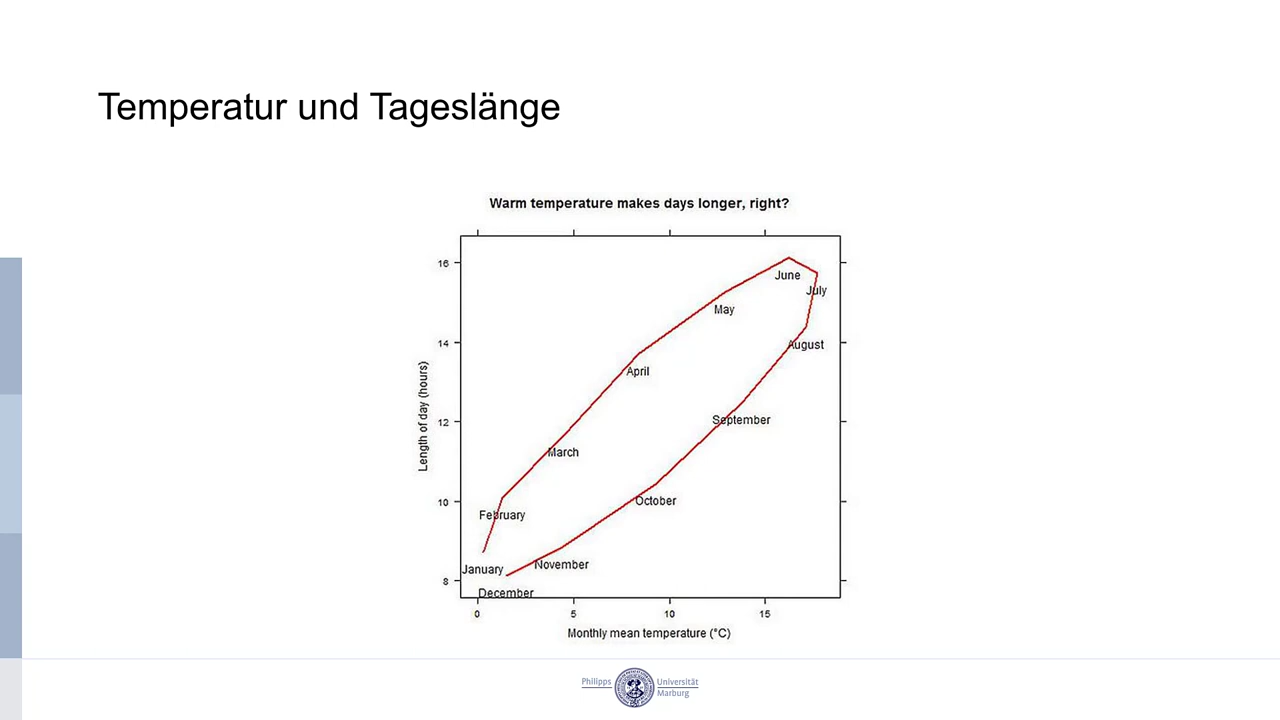 Temperatur und Tageslänge
Warm temperature makes days longer, right?
16
14
12
10
8
Length of day (hours)
June
July
May
August
April
September
March
October
February
November
January
December
0 5 10 15
Monthly mean temperature (°C)
Philipps Universität
Marburg